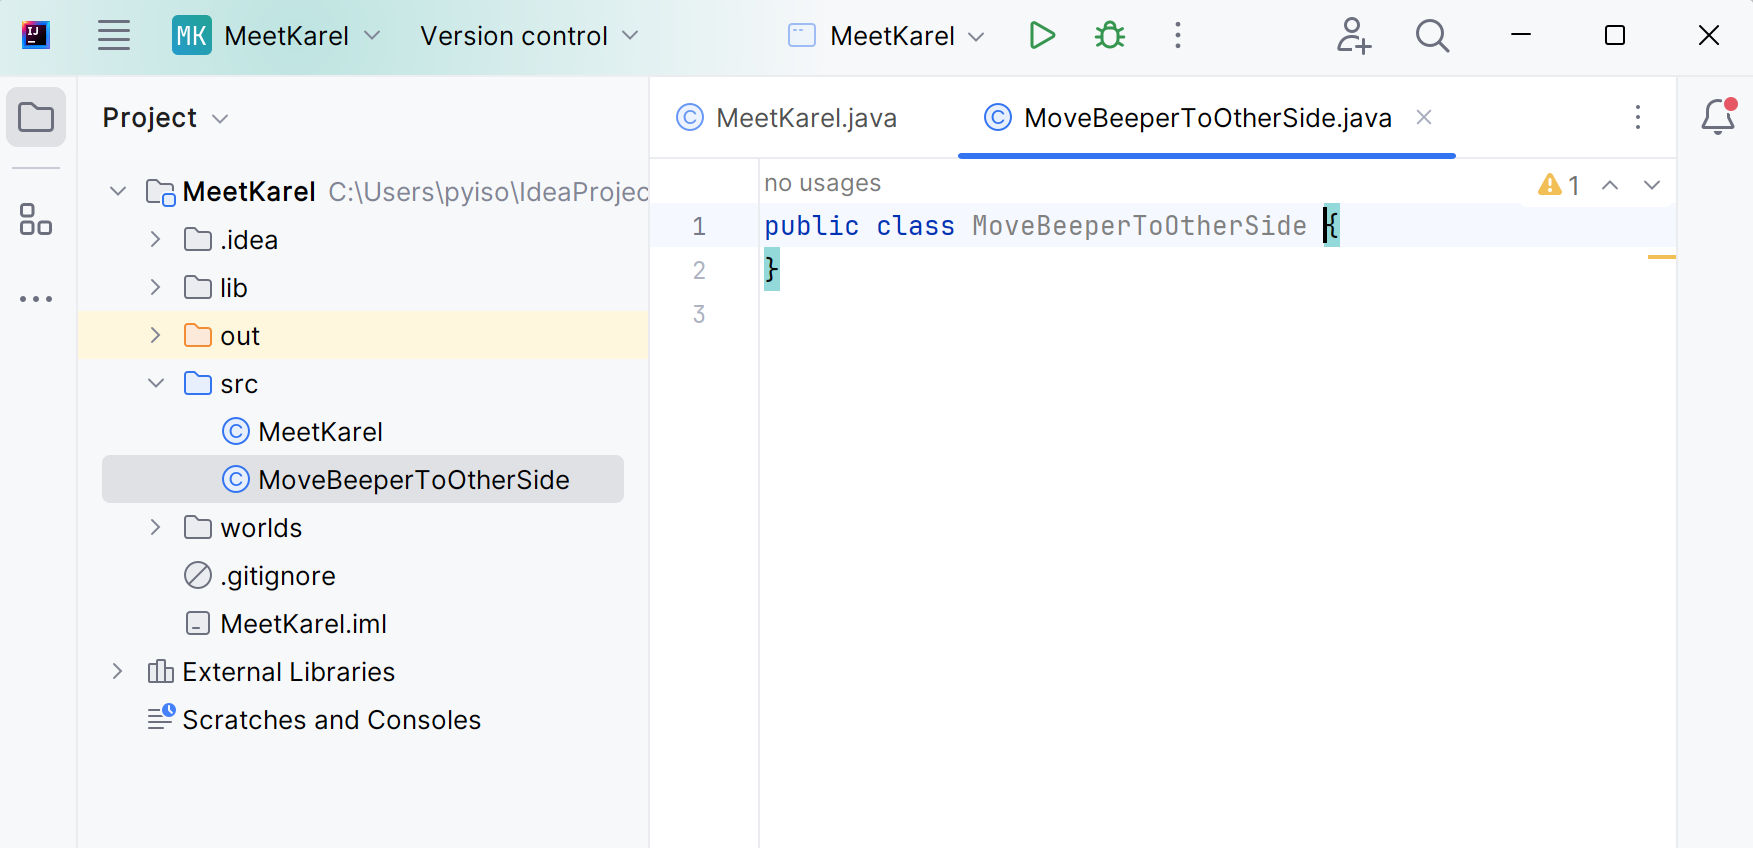 IJ
MK MeetKarel Version control MeetKarel
Project
MeetKarel.java MoveBeeperToOtherSide.java
MeetKarel C:\Users\pyiso\IdeaProjec
.idea
lib
out
src
MeetKarel
MoveBeeperToOtherSide
worlds
.gitignore
MeetKarel.iml
External Libraries
Scratches and Consoles
no usages
1
1 public class MoveBeeperToOtherSide {
2 }
3